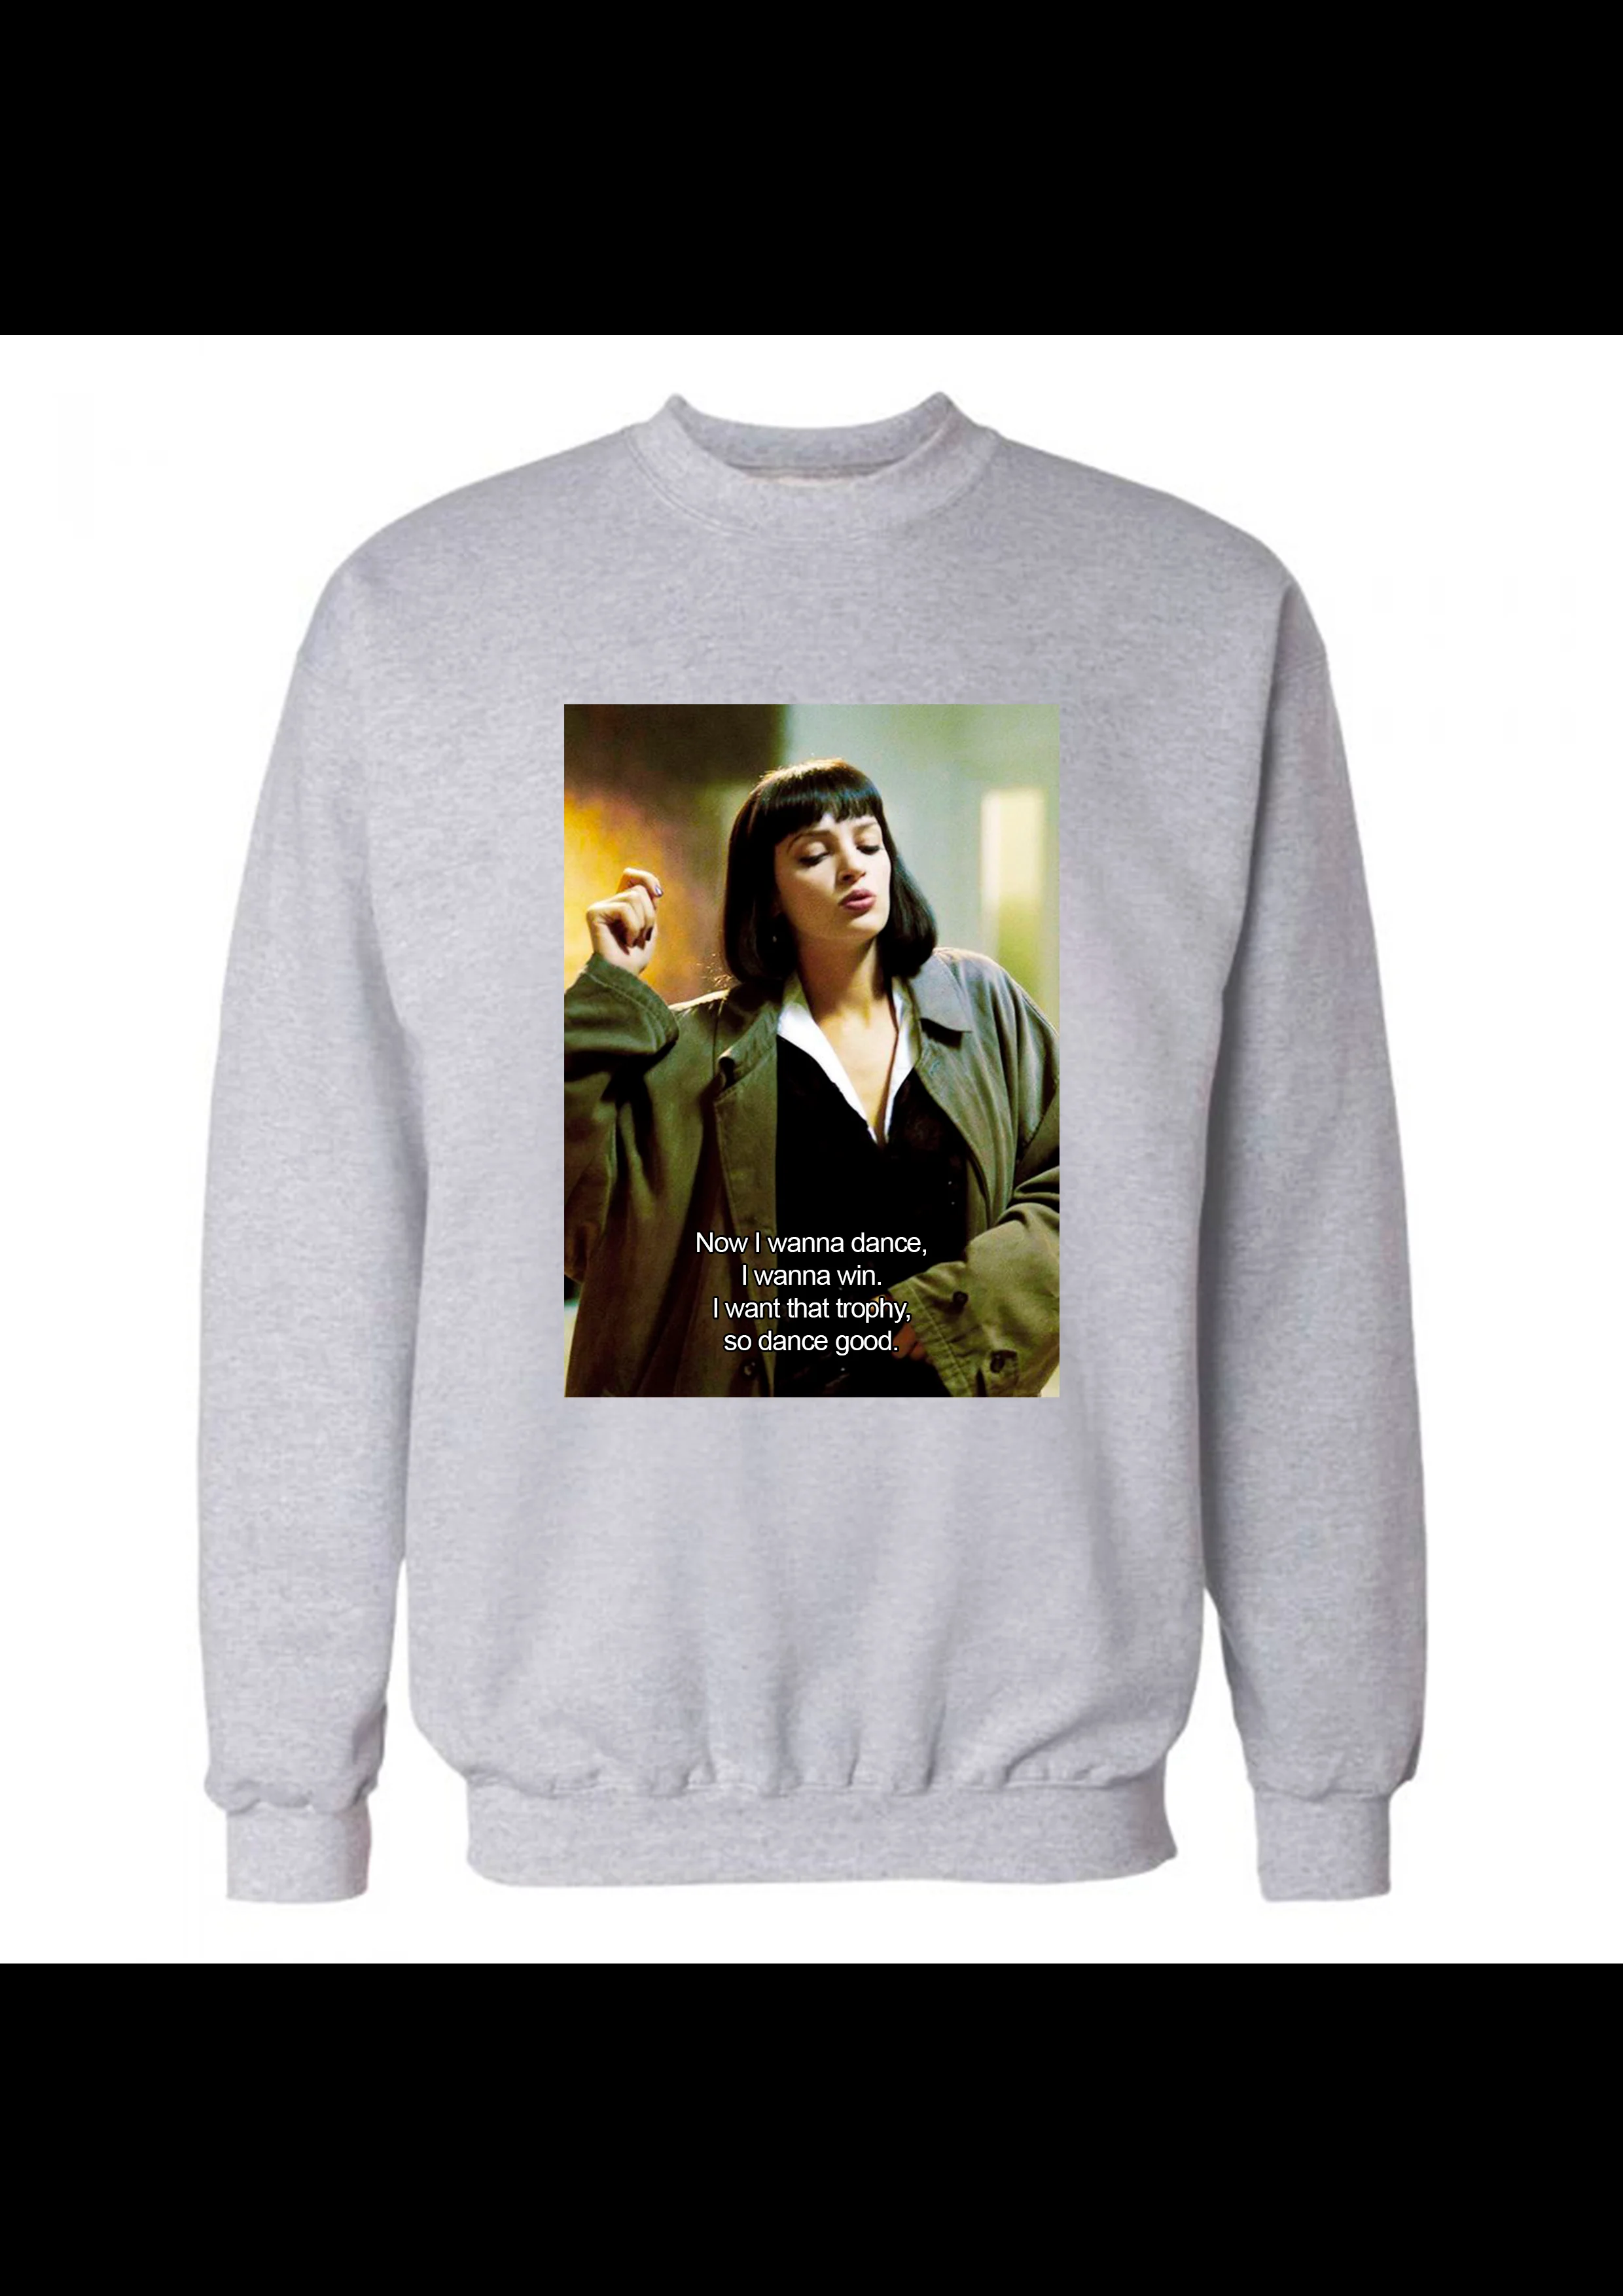 Now I wanna dance,
I wanna win.
I want that trophy,
so dance good.